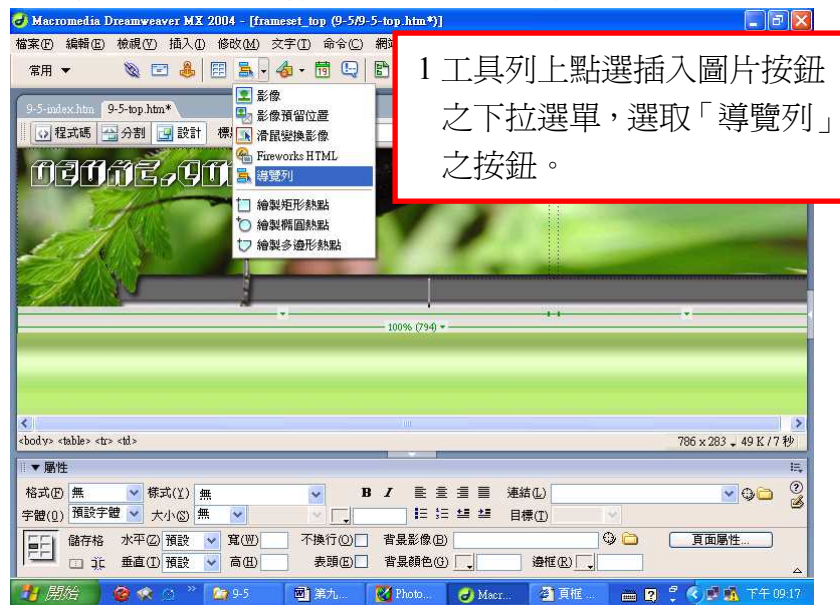 Macromedia Dreamweaver MX 2004 - [frameset_top (9-5/9-5-top.htm*)]
檔案(F) 編輯(E) 檢視(V) 插入(I) 修改(M) 文字(T) 命令(C)
常用
1 工具列上點選插入圖片按鈕
之下拉選單，選取「導覽列」
之按鈕。
9-5-index.htm 9-5-top.htm*
程式碼 分割 設計
影像
影像預留位置
滑鼠變換影像
Fireworks HTML
導覽列
繪製矩形熱點
繪製橢圓熱點
繪製多邊形熱點
100% (794)
<body> <table> <tr> <td> 786 x 283 49 K / 7 秒
屬性
格式(F) 無 樣式(Y) 無 B I 連結(L)
字體(O) 預設字體 大小(S) 無 目標(T)
儲存格 水平(Z) 預設 寬(W) 不換行(O) 背景影像(B) 頁面屬性...
垂直(T) 預設 高(H) 表頭(E) 背景顏色(G) 邊框(R)
開始 9-5 第九... Photo... Macr... 頁框 ... 下午 09:17